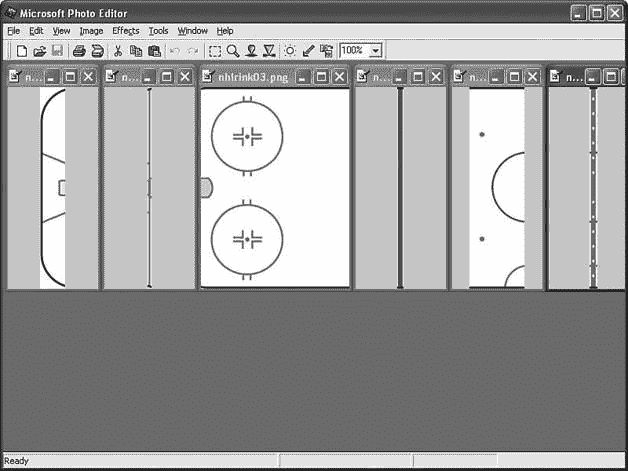 Microsoft Photo Editor
File Edit View Image Effects Tools Window Help
100%
n... n... nhlrink03.png n... n... n...
Ready